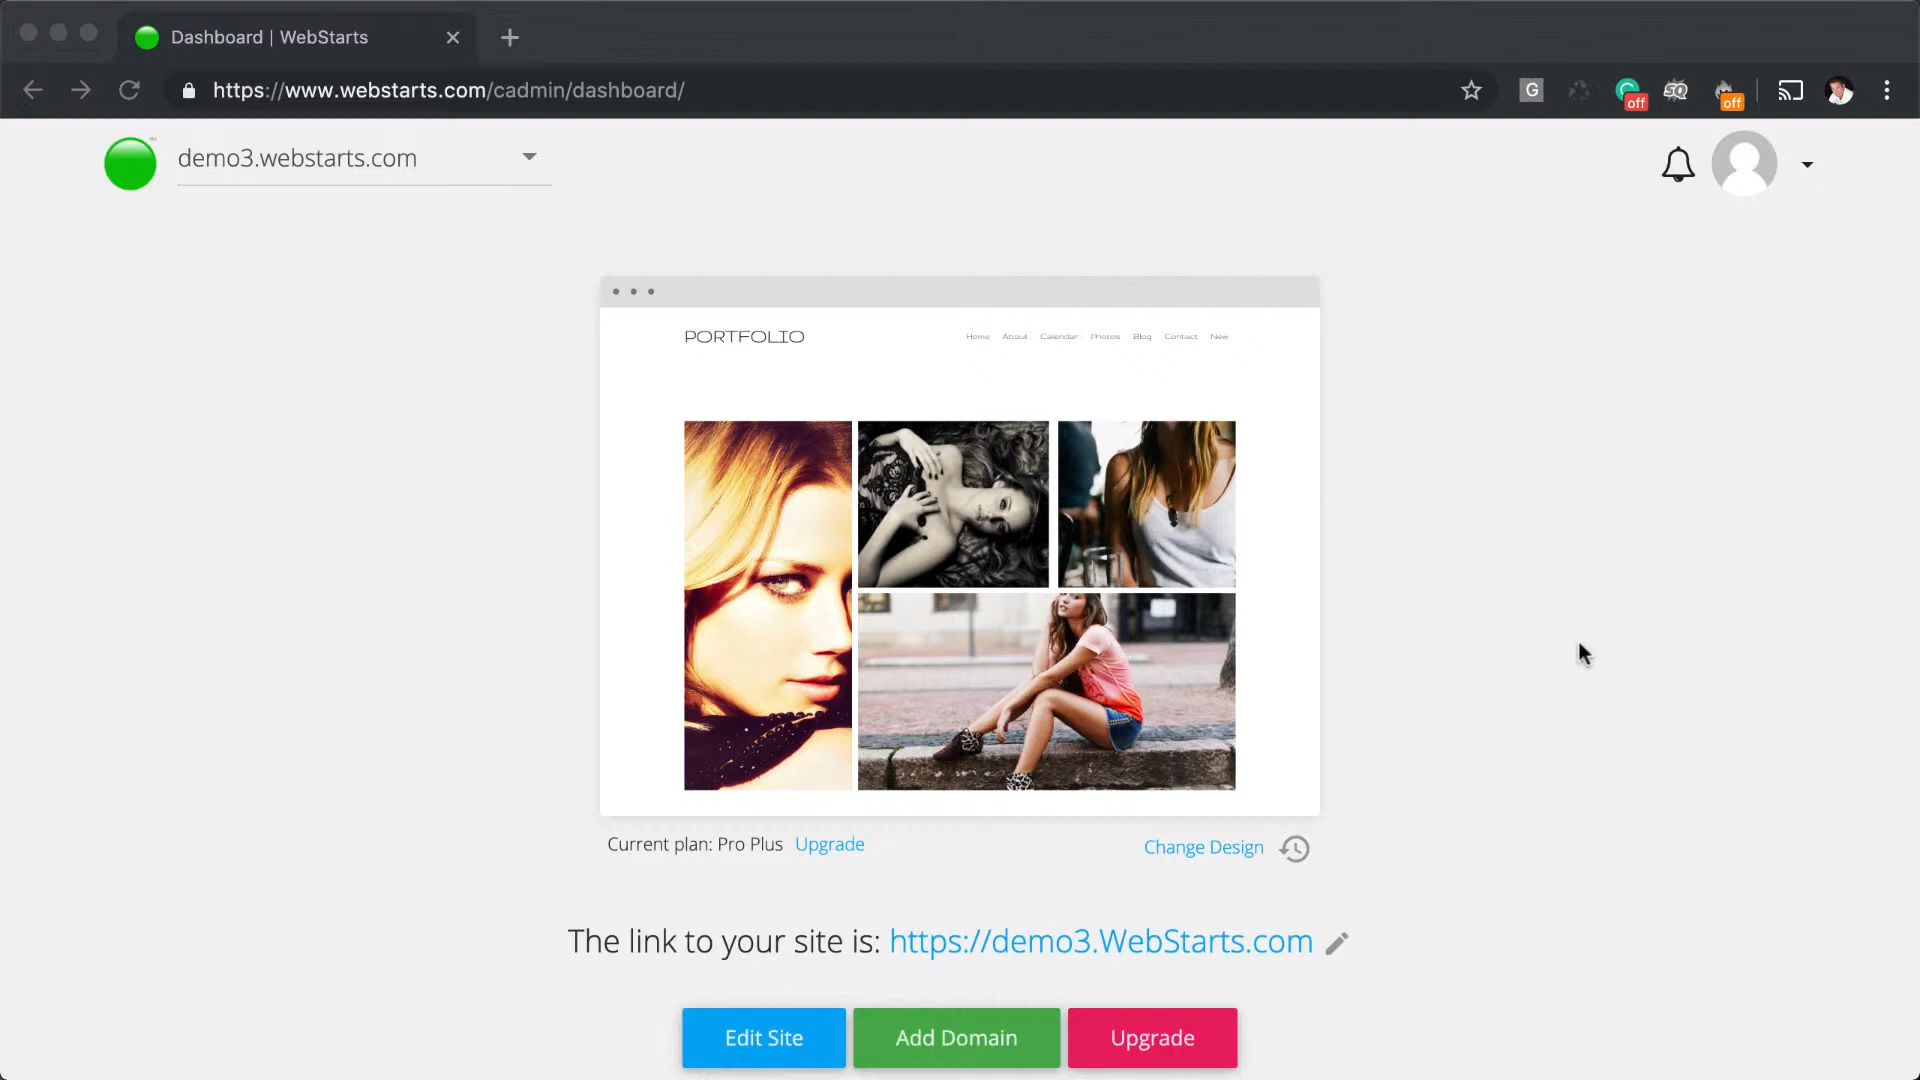 Dashboard | WebStarts
https://www.webstarts.com/cadmin/dashboard/
G
off
off
demo3.webstarts.com
PORTFOLIO
Home About Calendar Photos Blog Contact New
Current plan: Pro Plus Upgrade
Change Design
The link to your site is: https://demo3.WebStarts.com
Edit Site
Add Domain
Upgrade